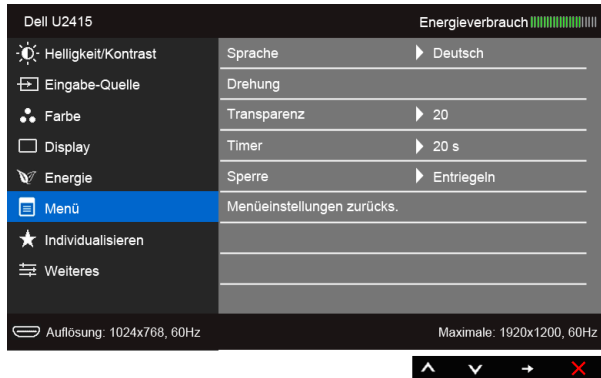 Dell U2415 Energieverbrauch
Helligkeit/Kontrast Sprache Deutsch
Eingabe-Quelle Drehung
Farbe Transparenz 20
Display Timer 20 s
Energie Sperre Entriegeln
Menü Menüeinstellungen zurücks.
Individualisieren
Weiteres
Auflösung: 1024x768, 60Hz Maximale: 1920x1200, 60Hz